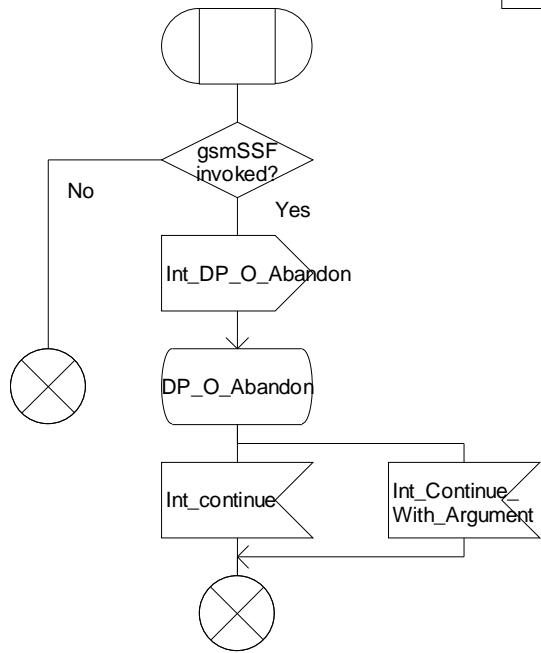 gsmSSF
invoked?
No
Yes
Int_DP_O_Abandon
DP_O_Abandon
Int_continue
Int_Continue_
With_Argument